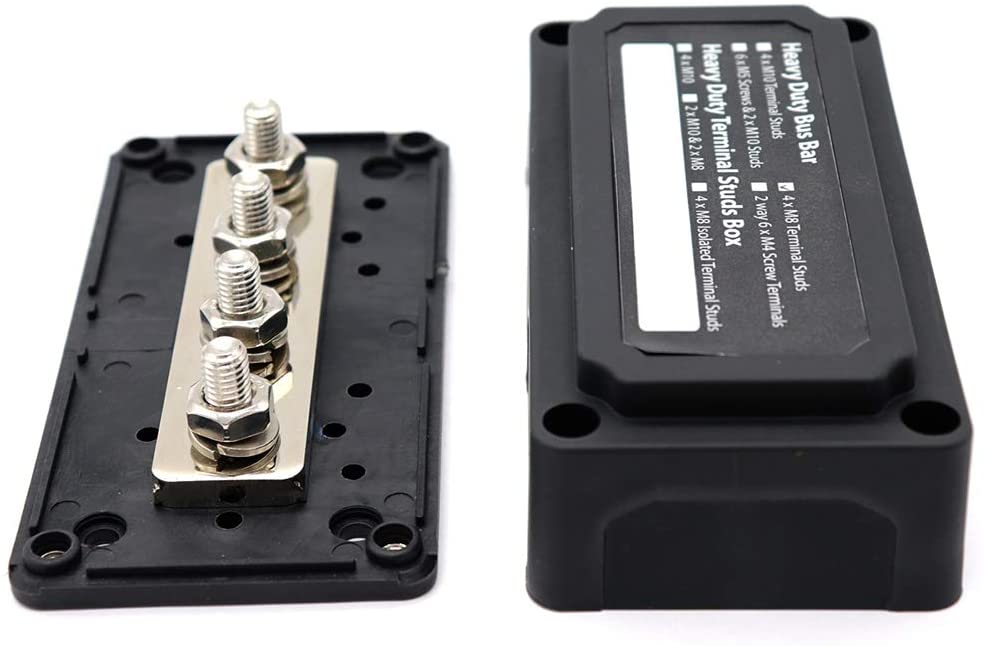 Heavy Duty Bus Bar
4 x M10 Terminal Studs
4 x M8 Terminal Studs
6 x M5 Screws & 2 x M10 Studs
2 way 6 x M4 Screw Terminals
Heavy Duty Terminal Studs Box
4 x M10
2 x M10 & 2 x M8
4 x M8 Isolated Terminal Studs